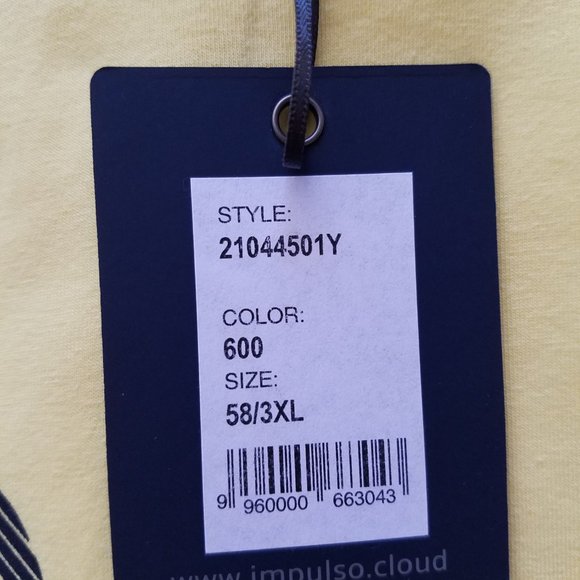 STYLE:
21044501Y
COLOR:
600
SIZE:
58/3XL
9 960000 663043
www.impulso.cloud